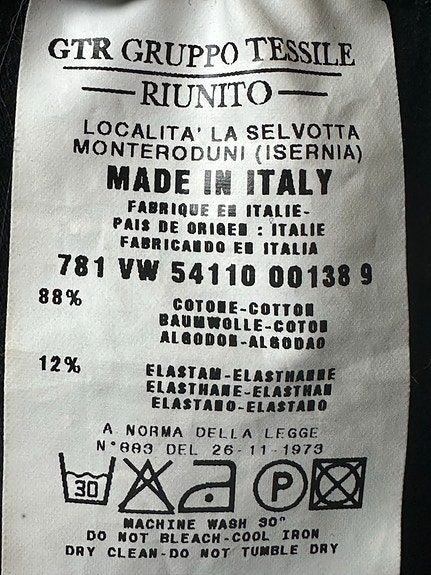 GTR GRUPPO TESSILE
RIUNITO
LOCALITA' LA SELVOTTA
MONTERODUNI (ISERNIA)
MADE IN ITALY
FABRIQUE EN ITALIE-
PAIS DE ORIGEN : ITALIE
FABRICANDO EN ITALIA
781 VW 54110 00138 9
88% COTONE-COTTON
BAUMWOLLE-COTON
ALGODON-ALGODAO
12% ELASTAM-ELASTHANNE
ELASTHANE-ELASTHAN
ELASTANO-ELASTANO
A NORMA DELLA LEGGE
N°883 DEL 26-11-1973
30 P
MACHINE WASH 30°
DO NOT BLEACH-COOL IRON
DRY CLEAN-DO NOT TUMBLE DRY